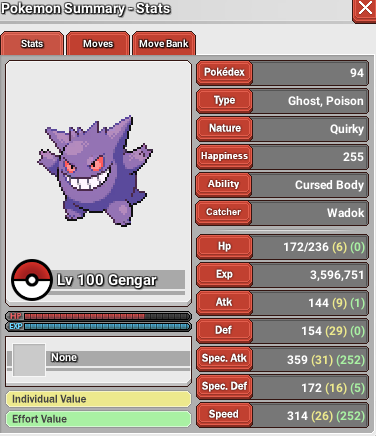 Pokemon Summary - Stats
Stats Moves Move Bank
Pokédex 94
Type Ghost, Poison
Nature Quirky
Happiness 255
Ability Cursed Body
Catcher Wadok
Lv 100 Gengar
HP
EXP
None
Individual Value
Effort Value
Hp 172/236 (6) (0)
Exp 3,596,751
Atk 144 (9) (1)
Def 154 (29) (0)
Spec. Atk 359 (31) (252)
Spec. Def 172 (16) (5)
Speed 314 (26) (252)